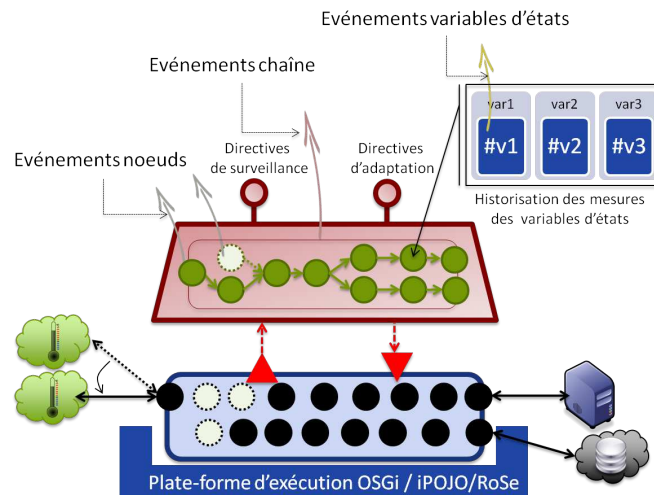 Evénements variables d'états
Evénements chaîne
var1 var2 var3
#v1 #v2 #v3
Directives
de surveillance
Directives
d'adaptation
Evénements noeuds
Historisation des mesures
des variables d'états
Plate-forme d'exécution OSGi / iPOJO/RoSe